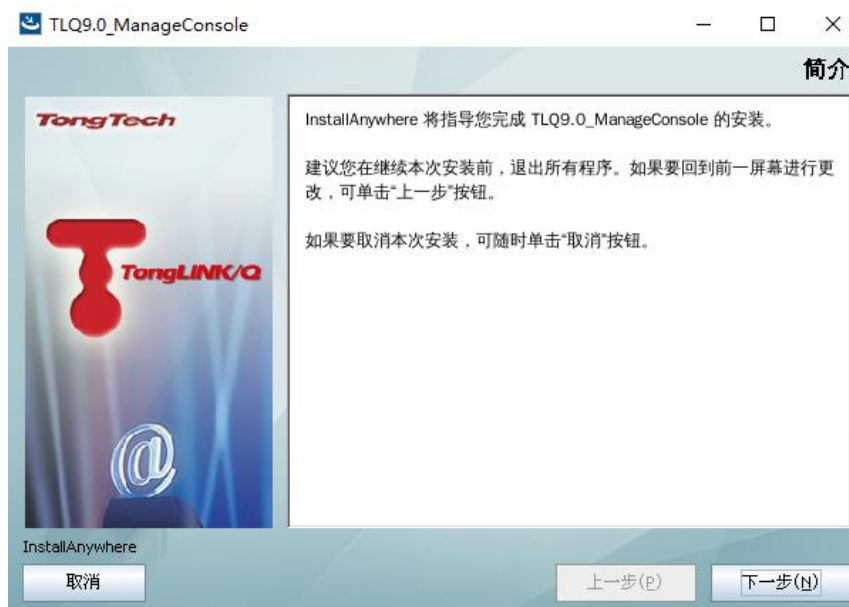 TLQ9.0_ManageConsole
简介
TongTech
TongLINK/Q
@
InstallAnywhere 将指导您完成 TLQ9.0_ManageConsole 的安装。
建议您在继续本次安装前，退出所有程序。如果要回到前一屏幕进行更
改，可单击“上一步”按钮。
如果要取消本次安装，可随时单击“取消”按钮。
InstallAnywhere
取消
上一步(P)
下一步(N)